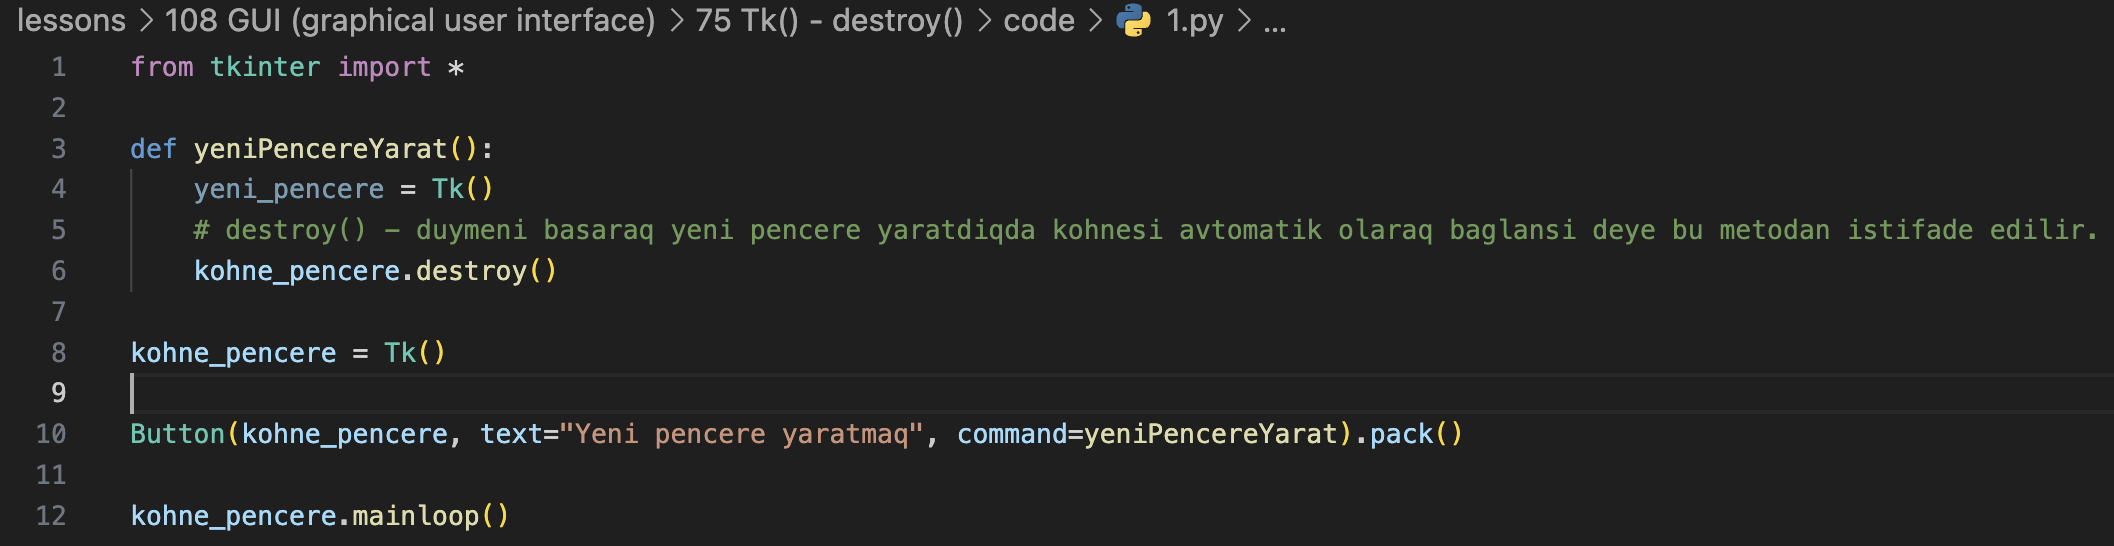 lessons > 108 GUI (graphical user interface) > 75 Tk() - destroy() > code > 1.py > ...
1 from tkinter import *
2
3 def yeniPencereYarat():
4     yeni_pencere = Tk()
5     # destroy() - duymeni basaraq yeni pencere yaratdiqda kohnesi avtomatik olaraq baglansi deye bu metodan istifade edilir.
6     kohne_pencere.destroy()
7
8 kohne_pencere = Tk()
9
10 Button(kohne_pencere, text="Yeni pencere yaratmaq", command=yeniPencereYarat).pack()
11
12 kohne_pencere.mainloop()